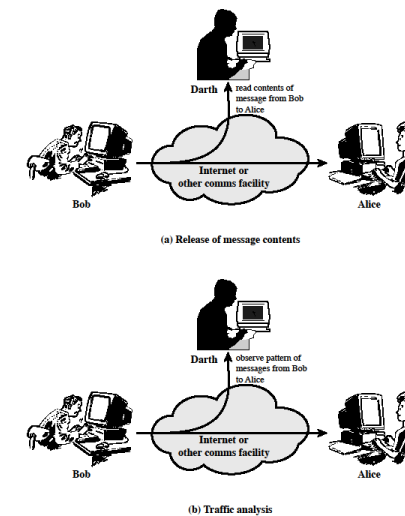 Darth
read contents of
message from Bob
to Alice
Internet or
other comms facility
Bob
Alice
(a) Release of message contents
Darth
observe pattern of
messages from Bob
to Alice
Internet or
other comms facility
Bob
Alice
(b) Traffic analysis